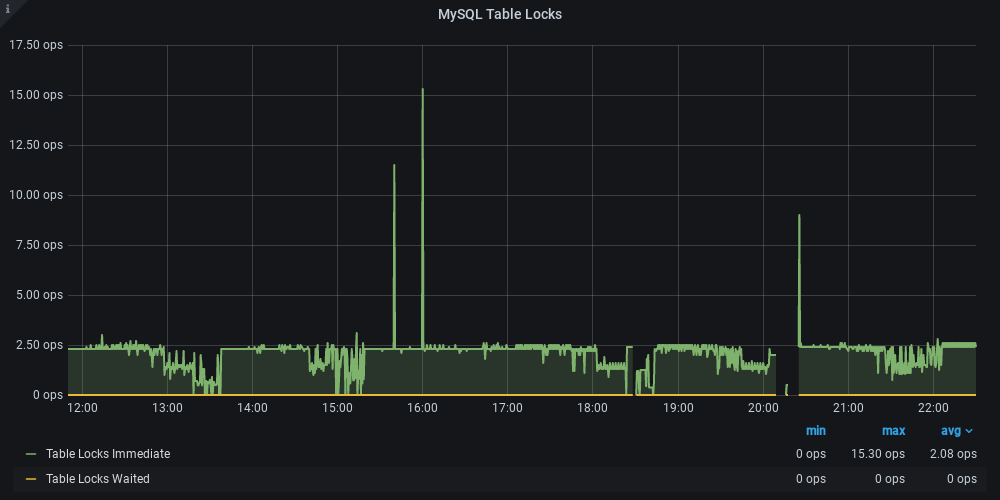 i
MySQL Table Locks
17.50 ops
15.00 ops
12.50 ops
10.00 ops
7.50 ops
5.00 ops
2.50 ops
0 ops
12:00 13:00 14:00 15:00 16:00 17:00 18:00 19:00 20:00 21:00 22:00
min max avg
Table Locks Immediate 0 ops 15.30 ops 2.08 ops
Table Locks Waited 0 ops 0 ops 0 ops